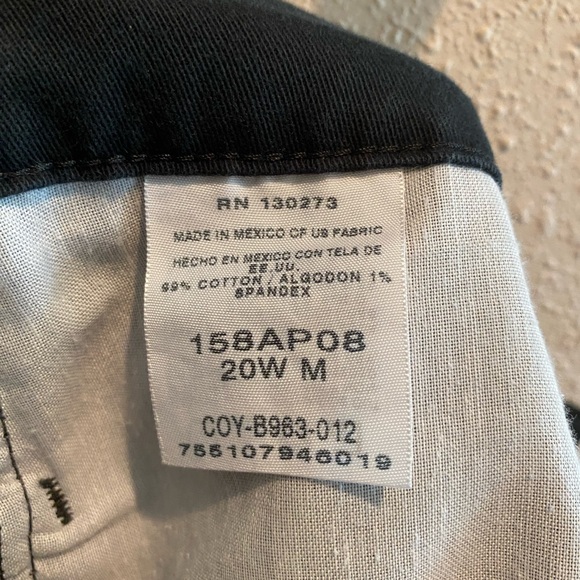 RN 130273
MADE IN MEXICO OF US FABRIC
HECHO EN MEXICO CON TELA DE
EE.UU.
99% COTTON / ALGODON 1%
SPANDEX
158AP08
20W M
COY-B963-012
755107946019